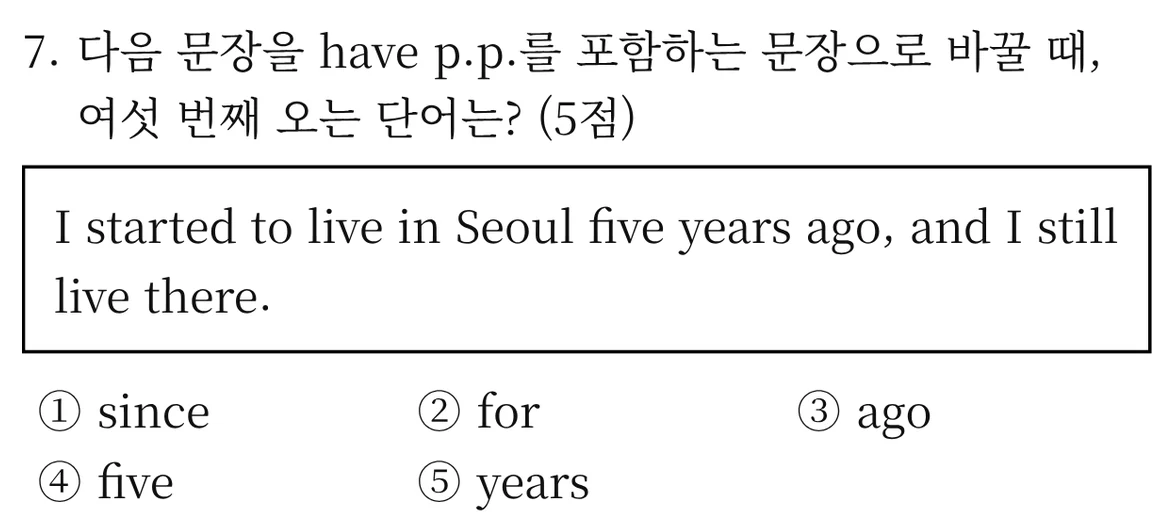 7. 다음 문장을 have p.p.를 포함하는 문장으로 바꿀 때,
여섯 번째 오는 단어는? (5점)
I started to live in Seoul five years ago, and I still
live there.
① since ② for ③ ago
④ five ⑤ years